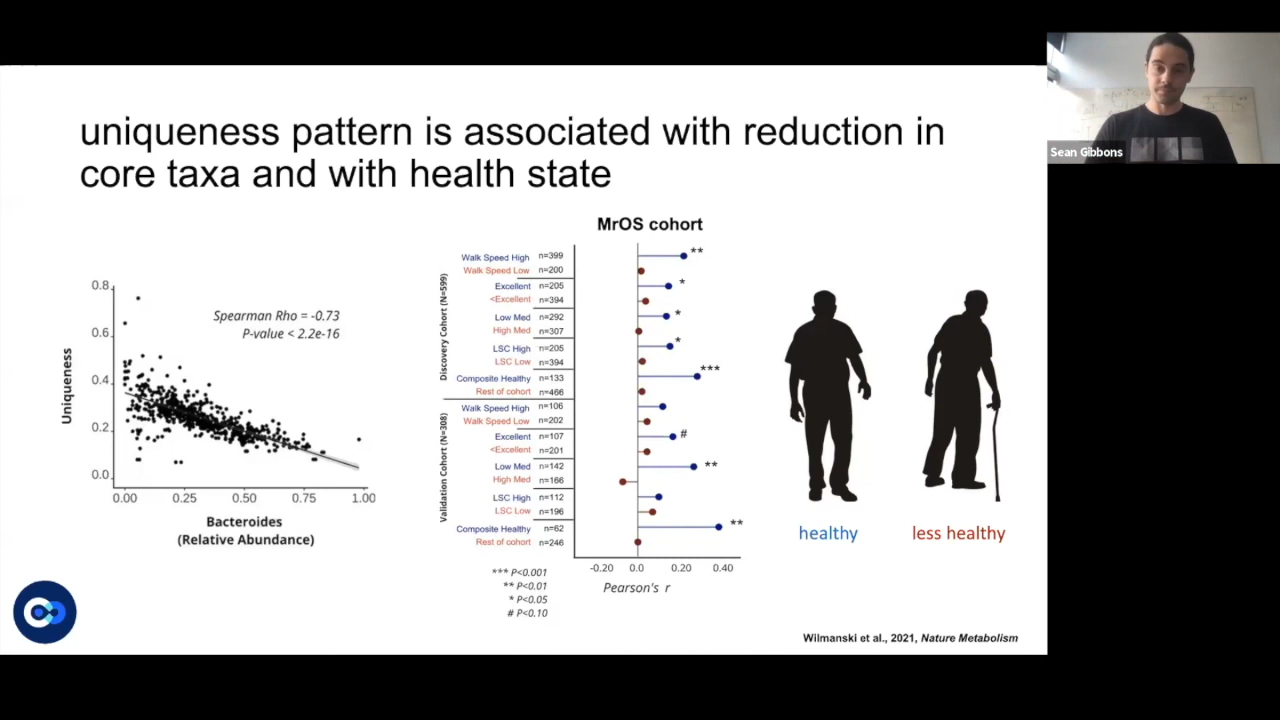 uniqueness pattern is associated with reduction in
core taxa and with health state
Sean Gibbons
Spearman Rho = -0.73
P-value < 2.2e-16
Uniqueness
0.8
0.6
0.4
0.2
0.0
0.00 0.25 0.50 0.75 1.00
Bacteroides
(Relative Abundance)
MrOS cohort
Discovery Cohort (N=599)
Walk Speed High n=399 **
Walk Speed Low n=200
Excellent n=205 *
<Excellent n=394
Low Med n=292 *
High Med n=307
LSC High n=205 *
LSC Low n=394
Composite Healthy n=133 ***
Rest of cohort n=466
Validation Cohort (N=308)
Walk Speed High n=106
Walk Speed Low n=202
Excellent n=107 #
<Excellent n=201
Low Med n=142 **
High Med n=166
LSC High n=112
LSC Low n=196
Composite Healthy n=62 **
Rest of cohort n=246
-0.20 0.0 0.20 0.40
Pearson's r
*** P<0.001
** P<0.01
* P<0.05
# P<0.10
healthy
less healthy
Wilmanski et al., 2021, Nature Metabolism